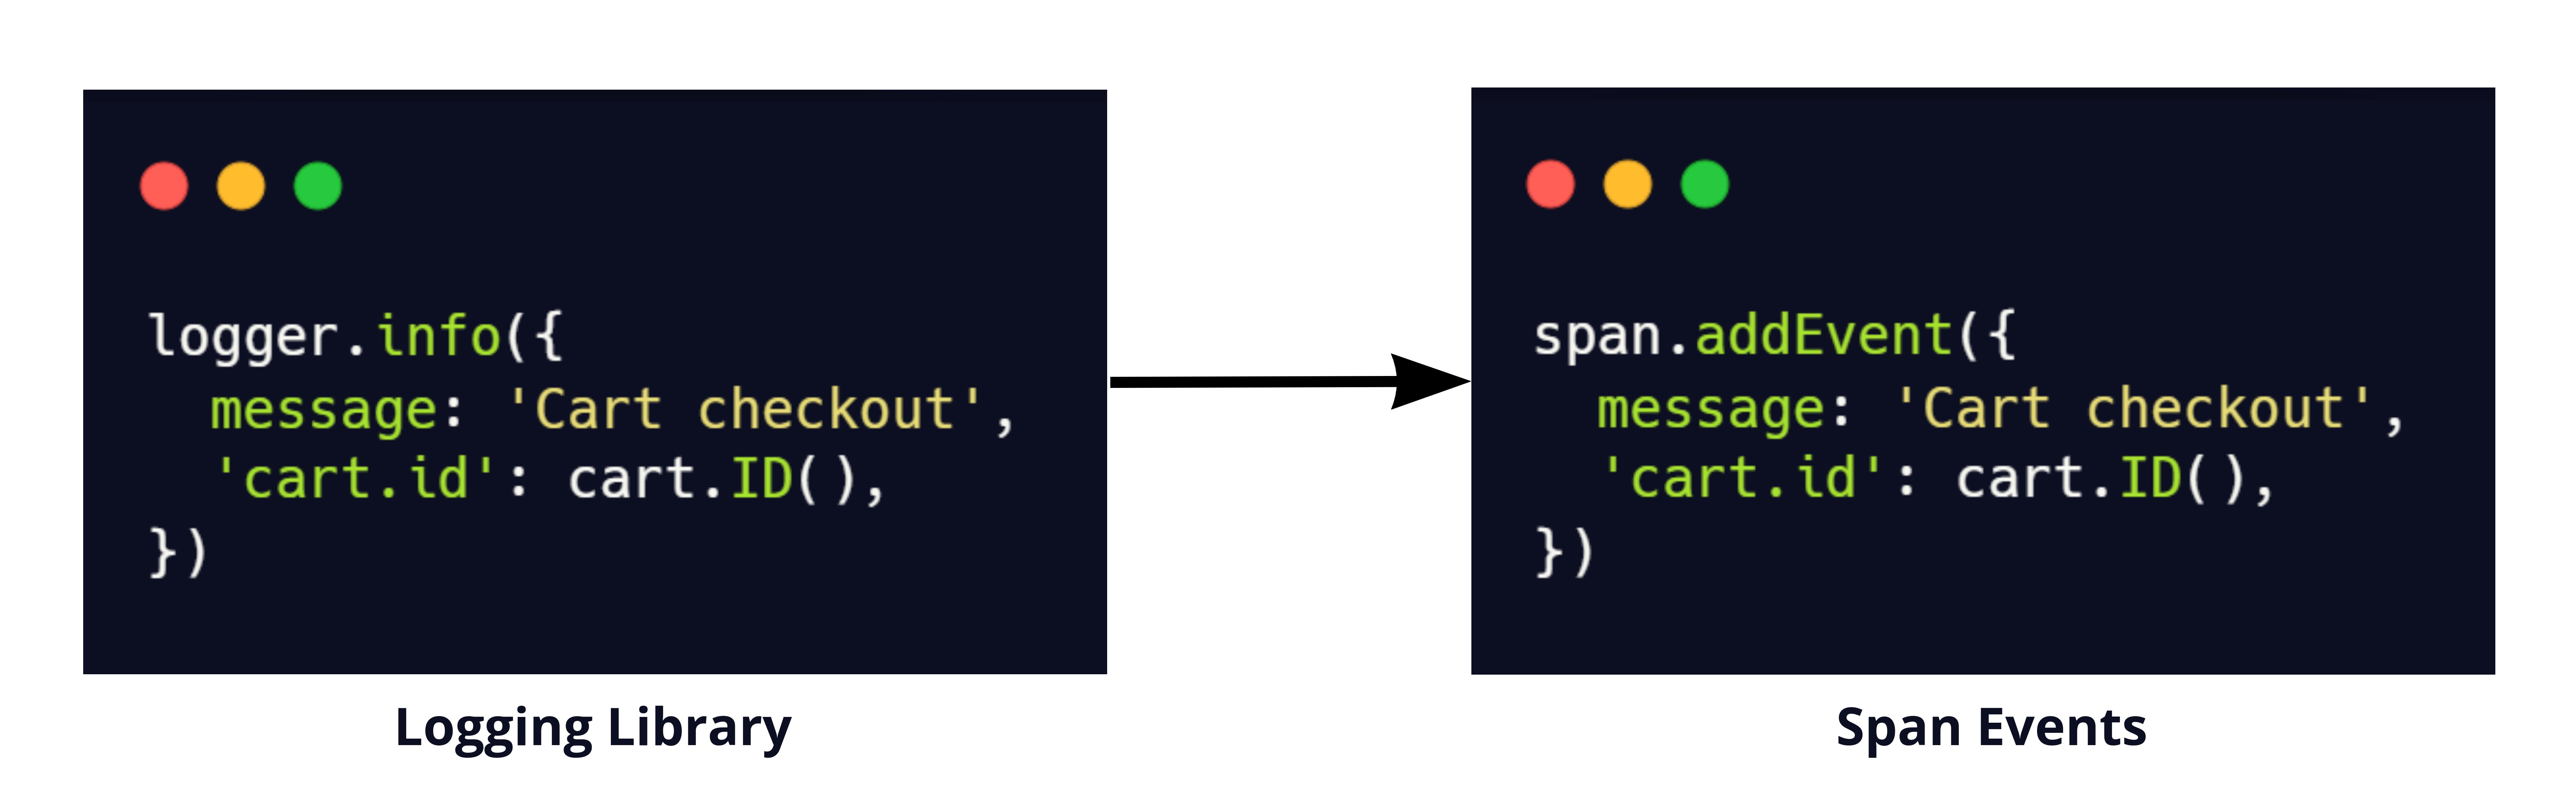 logger.info({
  message: 'Cart checkout',
  'cart.id': cart.ID(),
})
Logging Library
span.addEvent({
  message: 'Cart checkout',
  'cart.id': cart.ID(),
})
Span Events